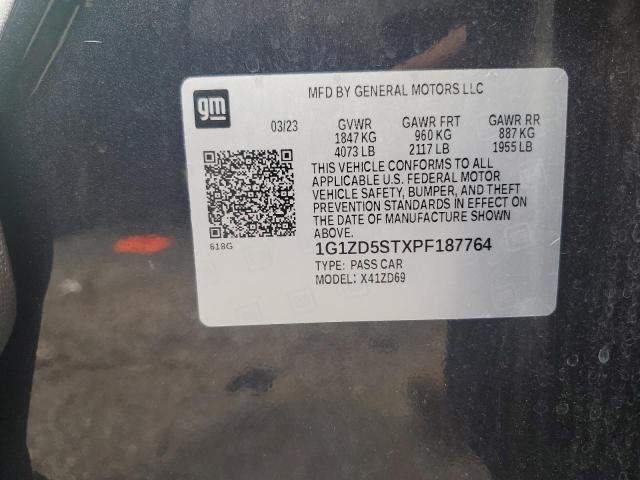 gm
MFD BY GENERAL MOTORS LLC
03/23 GVWR GAWR FRT GAWR RR
1847 KG 960 KG 887 KG
4073 LB 2117 LB 1955 LB
THIS VEHICLE CONFORMS TO ALL
APPLICABLE U.S. FEDERAL MOTOR
VEHICLE SAFETY, BUMPER, AND THEFT
PREVENTION STANDARDS IN EFFECT ON
THE DATE OF MANUFACTURE SHOWN
ABOVE.
618G
1G1ZD5STXPF187764
TYPE: PASS CAR
MODEL: X41ZD69